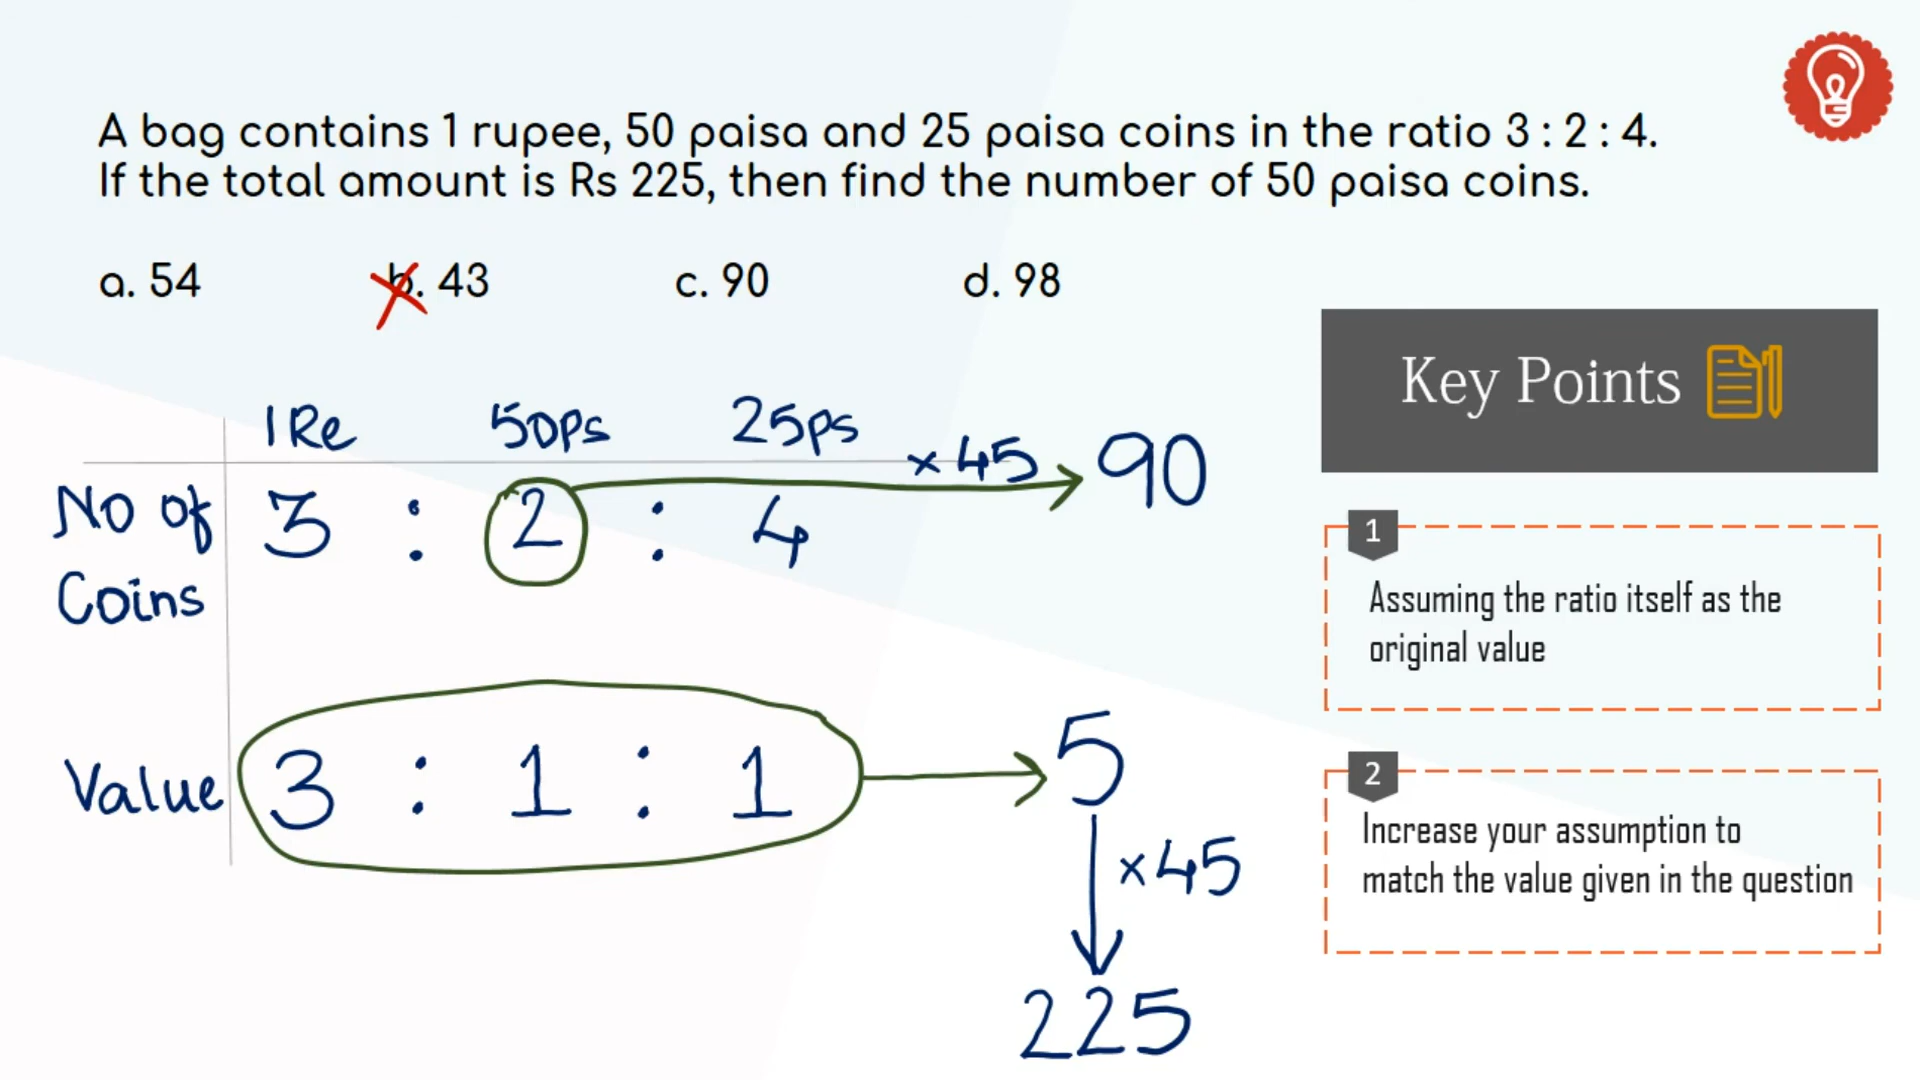 A bag contains 1 rupee, 50 paisa and 25 paisa coins in the ratio 3 : 2 : 4.
If the total amount is Rs 225, then find the number of 50 paisa coins.
a. 54 b. 43 c. 90 d. 98
Key Points
1 Re 50ps 25ps
No of Coins 3 : 2 : 4 ×45 90
Value 3 : 1 : 1 5
×45
225
1
Assuming the ratio itself as the
original value
2
Increase your assumption to
match the value given in the question